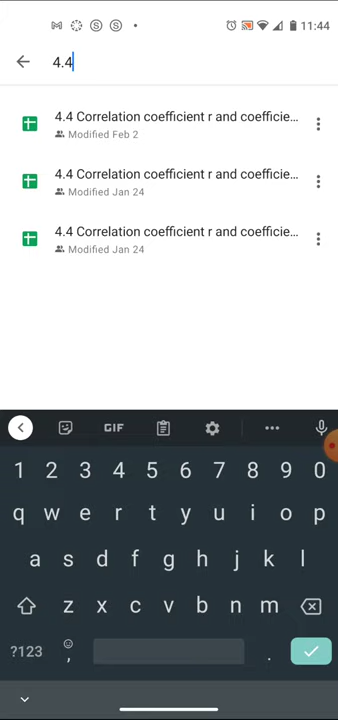 11:44
4.4
4.4 Correlation coefficient r and coefficie...
Modified Feb 2
4.4 Correlation coefficient r and coefficie...
Modified Jan 24
4.4 Correlation coefficient r and coefficie...
Modified Jan 24
GIF
1 2 3 4 5 6 7 8 9 0
q w e r t y u i o p
a s d f g h j k l
z x c v b n m
?123 , .